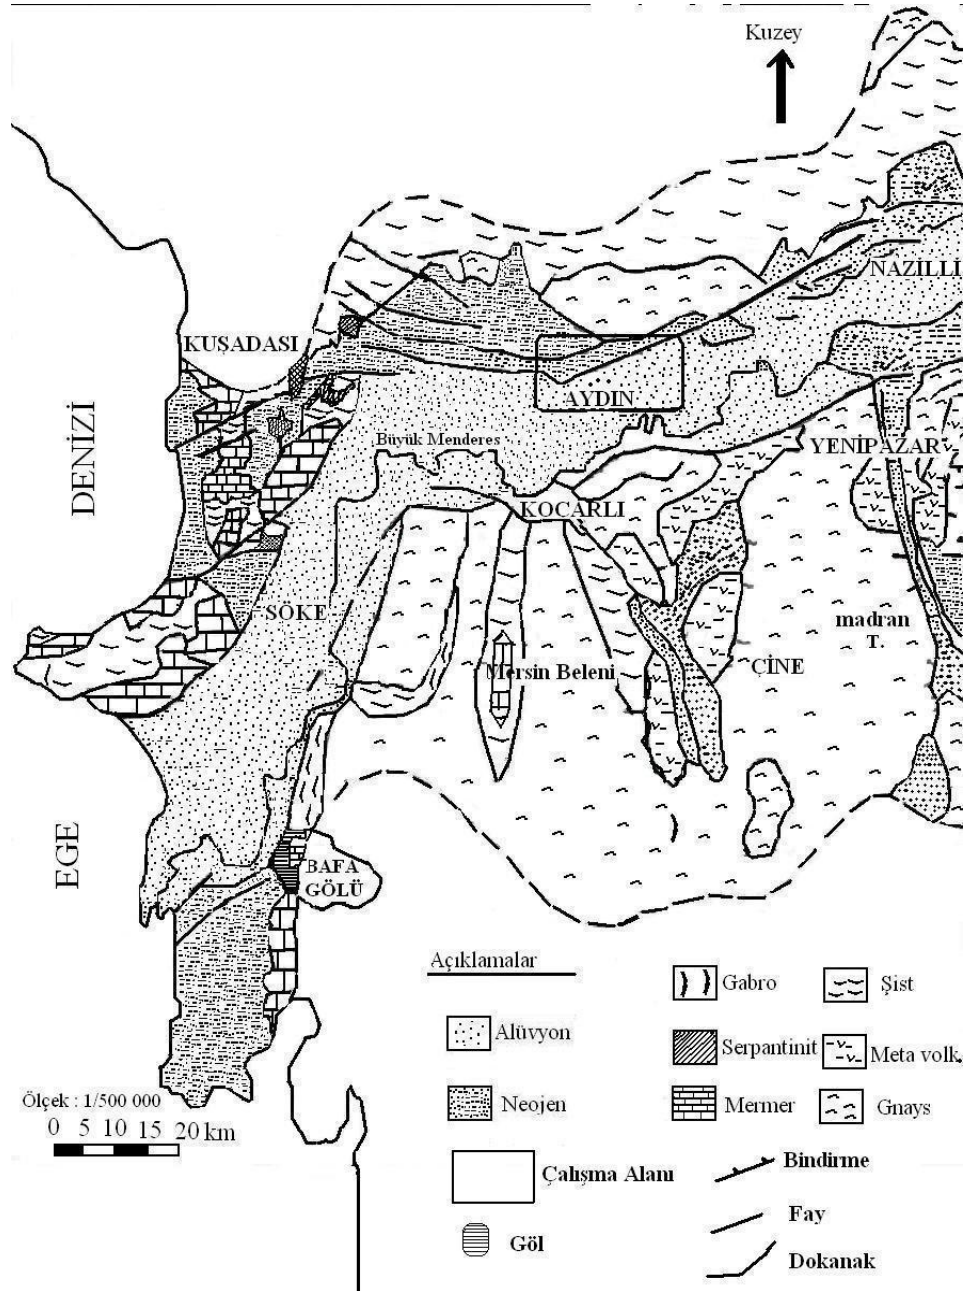 Kuzey
NAZILLI
KUŞADASI
AYDIN
DENİZİ
Büyük Menderes
YENİPAZAR
KOCARLI
SÖKE
madran
T.
Mersin Beleni
ÇİNE
EGE
BAFA
GÖLÜ
Açıklamalar
Gabro
Şist
Alüvyon
Serpantinit
Meta volk.
Neojen
Mermer
Gnays
Ölçek : 1/500 000
0 5 10 15 20 km
Çalışma Alanı
Bindirme
Fay
Göl
Dokanak